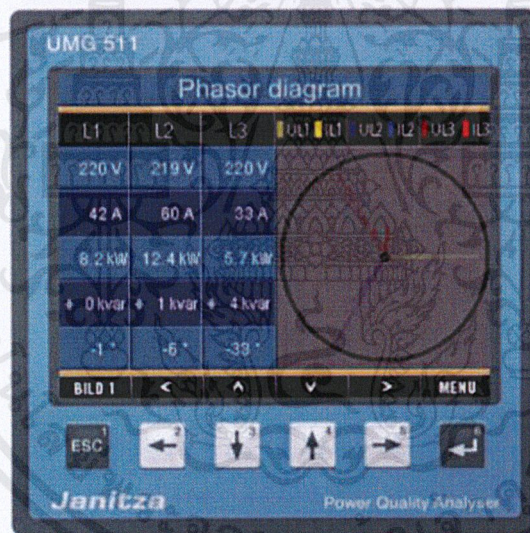 UMG 511
Phasor diagram
L1 L2 L3 UL1 IL1 UL2 IL2 UL3 IL3
220 V 219 V 220 V
42 A 60 A 33 A
8.2 kW 12.4 kW 5.7 kW
0 kvar 1 kvar 4 kvar
-1 ° -6 ° -33 °
BILD 1 < ^ v > MENU
ESC 1 ← 2 ↓ 3 ↑ 4 → 5 ↵ 6
Janitza Power Quality Analyser